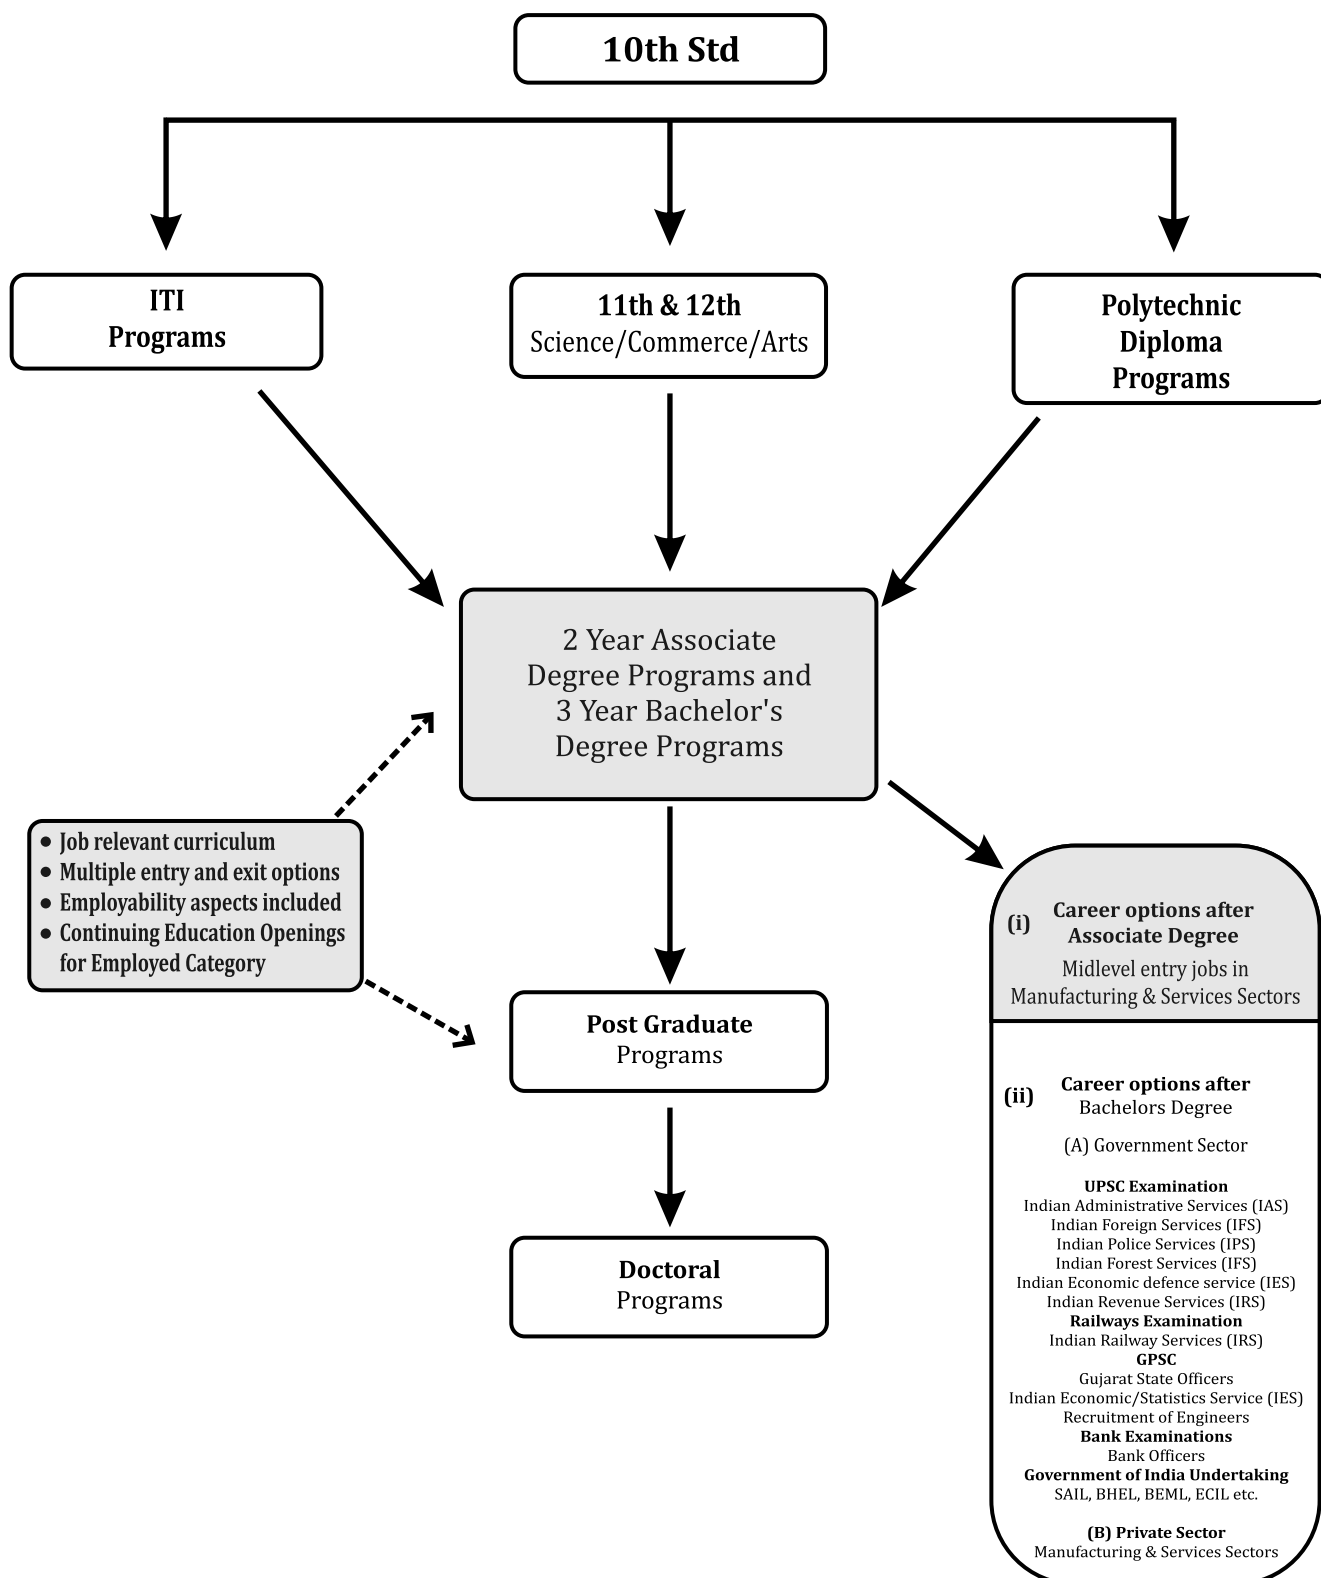 10th Std
ITI
Programs
11th & 12th
Science/Commerce/Arts
Polytechnic
Diploma
Programs
2 Year Associate
Degree Programs and
3 Year Bachelor's
Degree Programs
• Job relevant curriculum
• Multiple entry and exit options
• Employability aspects included
• Continuing Education Openings
for Employed Category
Post Graduate
Programs
Doctoral
Programs
(i) Career options after
Associate Degree
Midlevel entry jobs in
Manufacturing & Services Sectors
(ii) Career options after
Bachelors Degree
(A) Government Sector
UPSC Examination
Indian Administrative Services (IAS)
Indian Foreign Services (IFS)
Indian Police Services (IPS)
Indian Forest Services (IFS)
Indian Economic defence service (IES)
Indian Revenue Services (IRS)
Railways Examination
Indian Railway Services (IRS)
GPSC
Gujarat State Officers
Indian Economic/Statistics Service (IES)
Recruitment of Engineers
Bank Examinations
Bank Officers
Government of India Undertaking
SAIL, BHEL, BEML, ECIL etc.
(B) Private Sector
Manufacturing & Services Sectors